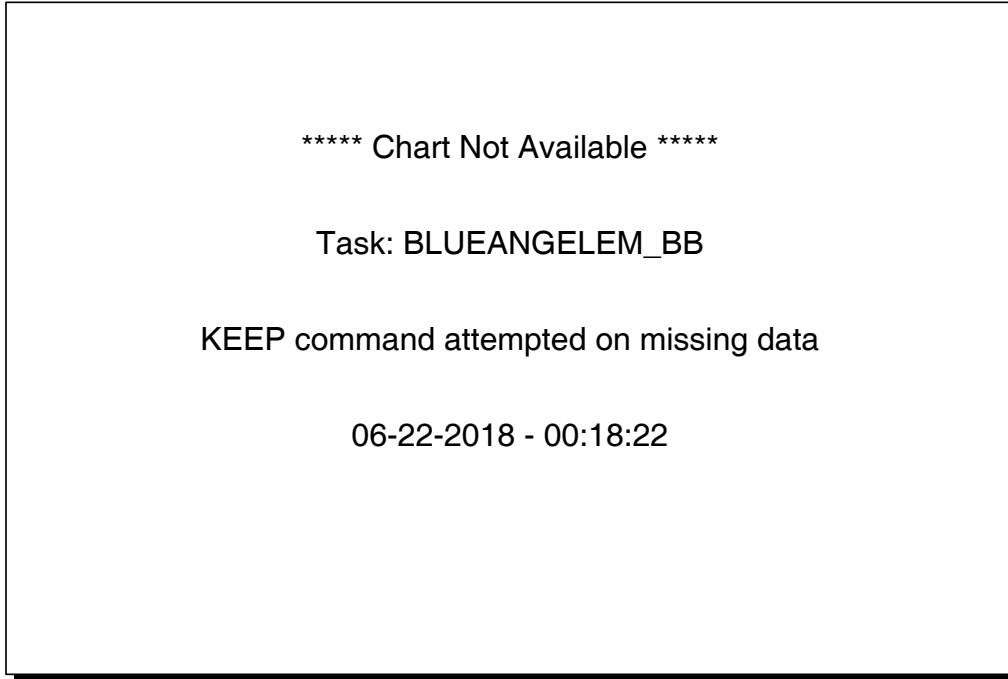 ***** Chart Not Available *****
Task: BLUEANGELEM_BB
KEEP command attempted on missing data
06-22-2018 - 00:18:22